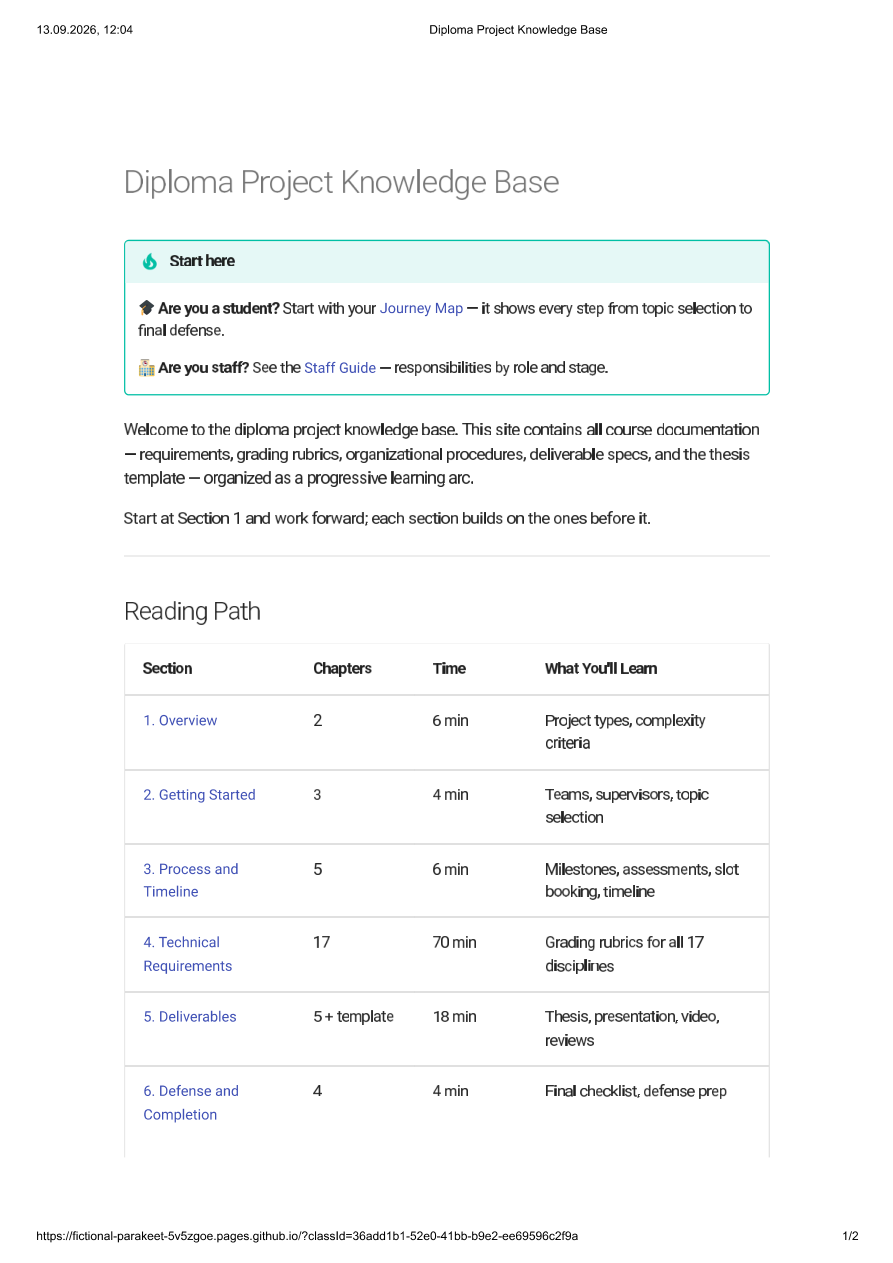 13.09.2026, 12:04 Diploma Project Knowledge Base
Diploma Project Knowledge Base
Start here
🎓 Are you a student? Start with your Journey Map — it shows every step from topic selection to
final defense.
🏫 Are you staff? See the Staff Guide — responsibilities by role and stage.
Welcome to the diploma project knowledge base. This site contains all course documentation
— requirements, grading rubrics, organizational procedures, deliverable specs, and the thesis
template — organized as a progressive learning arc.
Start at Section 1 and work forward; each section builds on the ones before it.
Reading Path
Section Chapters Time What You'll Learn
1. Overview 2 6 min Project types, complexity
criteria
2. Getting Started 3 4 min Teams, supervisors, topic
selection
3. Process and 5 6 min Milestones, assessments, slot
Timeline booking, timeline
4. Technical 17 70 min Grading rubrics for all 17
Requirements disciplines
5. Deliverables 5 + template 18 min Thesis, presentation, video,
reviews
6. Defense and 4 4 min Final checklist, defense prep
Completion
https://fictional-parakeet-5v5zgoe.pages.github.io/?classId=36add1b1-52e0-41bb-b9e2-ee69596c2f9a 1/2